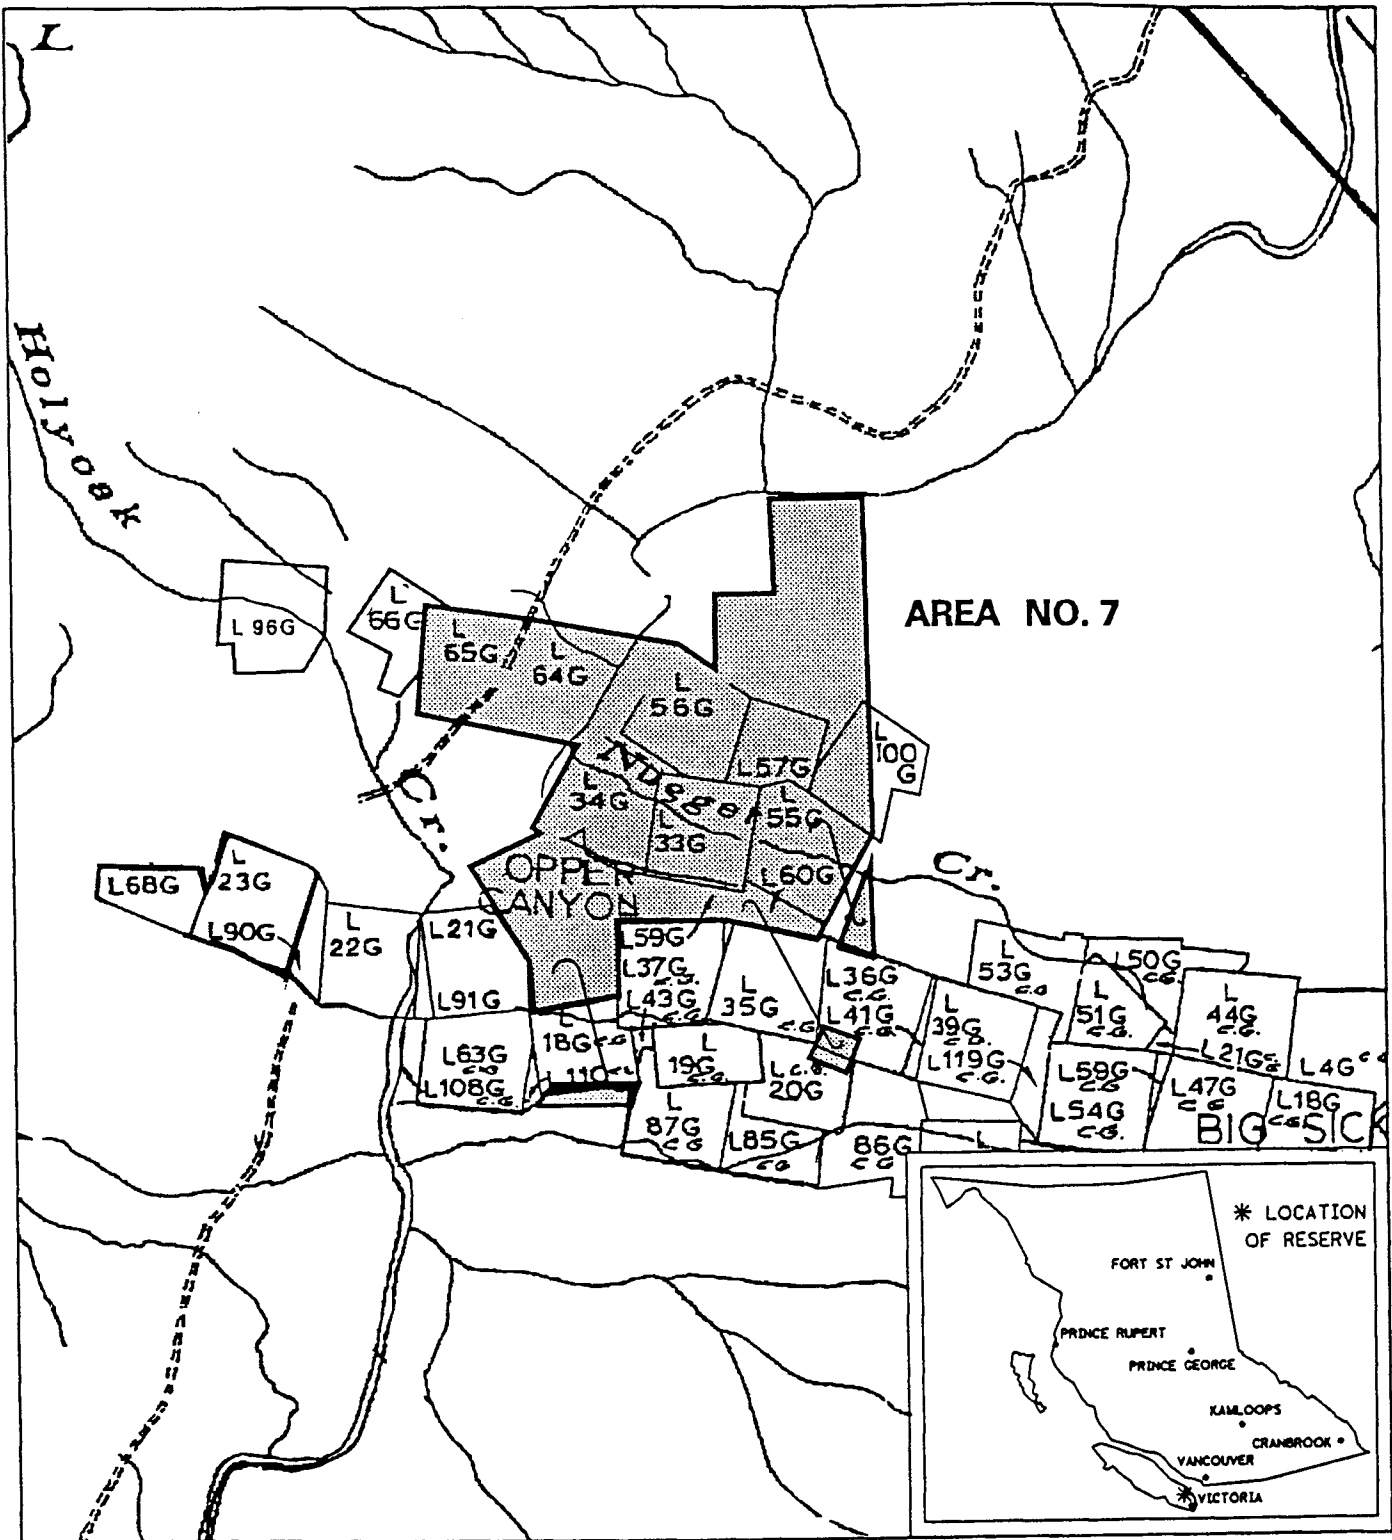 L
Holyoak
Cr.
AREA NO. 7
L 96G
L
66G
L
65G
L
64G
L
56G
L57G
L
100
G
L
34G
L
33G
L
55G
L60G
OPPER
CANYON
Cr.
L68G
L
23G
L90G
L
22G
L21G
L91G
L59G
L37G
C.G.
L43G
C.G.
L
35G
C.G.
L36G
C.G.
L41G
C.G.
L
39G
C.G.
L119G
C.G.
L
53G
C.G
L50G
C.G.
L
51G
C.G.
L
44G
C.G.
L21G
L4G
L63G
C.G
L108G
C.G.
L
18G C.G
L
19G
C.G.
L C.G
20G
L59G
C.G
L54G
C.G.
L47G
C G
L18G
C.G
BIG SICK
L
87G
C G
L85G
C G
86G
C G
L
* LOCATION
OF RESERVE
FORT ST JOHN
PRINCE RUPERT
PRINCE GEORGE
KAMLOOPS
CRANBROOK
VANCOUVER
VICTORIA